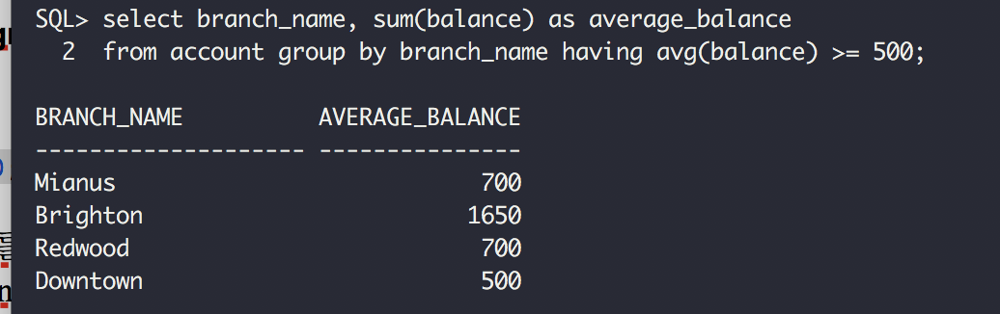 SQL> select branch_name, sum(balance) as average_balance
  2  from account group by branch_name having avg(balance) >= 500;
BRANCH_NAME          AVERAGE_BALANCE
-------------------- ---------------
Mianus                           700
Brighton                        1650
Redwood                          700
Downtown                         500